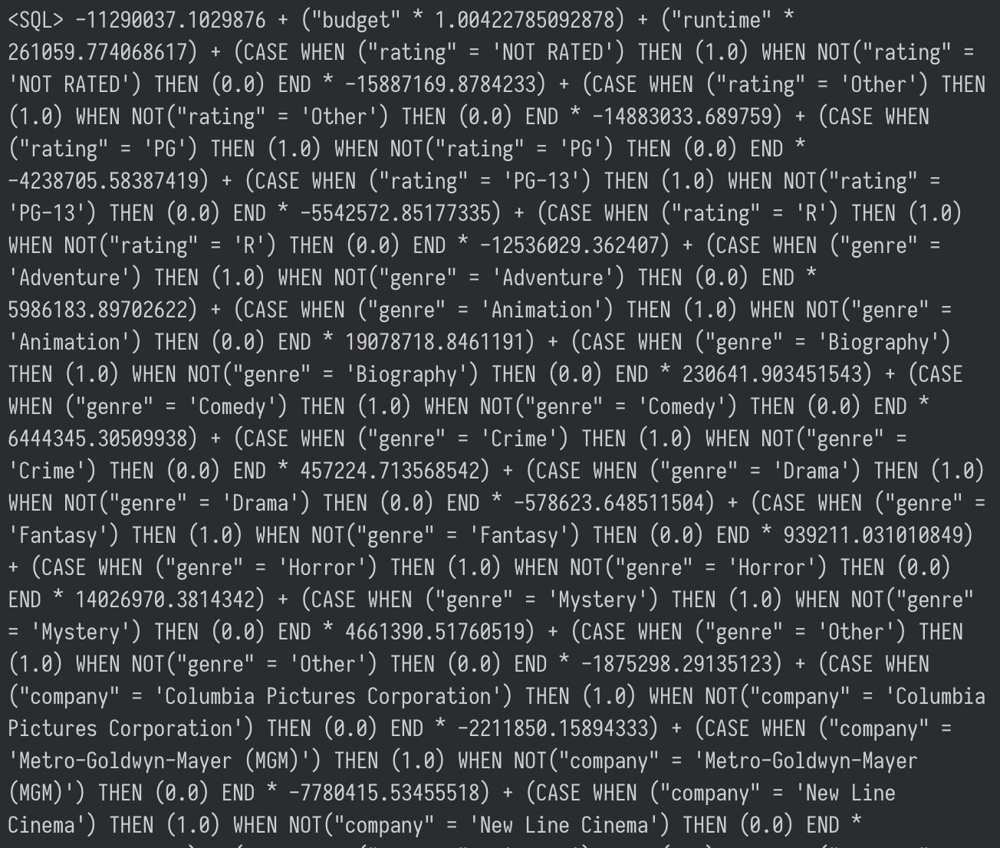 <SQL> -11290037.1029876 + ("budget" * 1.00422785092878) + ("runtime" *
261059.774068617) + (CASE WHEN ("rating" = 'NOT RATED') THEN (1.0) WHEN NOT("rating" =
'NOT RATED') THEN (0.0) END * -15887169.8784233) + (CASE WHEN ("rating" = 'Other') THEN
(1.0) WHEN NOT("rating" = 'Other') THEN (0.0) END * -14883033.689759) + (CASE WHEN
("rating" = 'PG') THEN (1.0) WHEN NOT("rating" = 'PG') THEN (0.0) END *
-4238705.58387419) + (CASE WHEN ("rating" = 'PG-13') THEN (1.0) WHEN NOT("rating" =
'PG-13') THEN (0.0) END * -5542572.85177335) + (CASE WHEN ("rating" = 'R') THEN (1.0)
WHEN NOT("rating" = 'R') THEN (0.0) END * -12536029.362407) + (CASE WHEN ("genre" =
'Adventure') THEN (1.0) WHEN NOT("genre" = 'Adventure') THEN (0.0) END *
5986183.89702622) + (CASE WHEN ("genre" = 'Animation') THEN (1.0) WHEN NOT("genre" =
'Animation') THEN (0.0) END * 19078718.8461191) + (CASE WHEN ("genre" = 'Biography')
THEN (1.0) WHEN NOT("genre" = 'Biography') THEN (0.0) END * 230641.903451543) + (CASE
WHEN ("genre" = 'Comedy') THEN (1.0) WHEN NOT("genre" = 'Comedy') THEN (0.0) END *
6444345.30509938) + (CASE WHEN ("genre" = 'Crime') THEN (1.0) WHEN NOT("genre" =
'Crime') THEN (0.0) END * 457224.713568542) + (CASE WHEN ("genre" = 'Drama') THEN (1.0)
WHEN NOT("genre" = 'Drama') THEN (0.0) END * -578623.648511504) + (CASE WHEN ("genre" =
'Fantasy') THEN (1.0) WHEN NOT("genre" = 'Fantasy') THEN (0.0) END * 939211.031010849)
+ (CASE WHEN ("genre" = 'Horror') THEN (1.0) WHEN NOT("genre" = 'Horror') THEN (0.0)
END * 14026970.3814342) + (CASE WHEN ("genre" = 'Mystery') THEN (1.0) WHEN NOT("genre"
= 'Mystery') THEN (0.0) END * 4661390.51760519) + (CASE WHEN ("genre" = 'Other') THEN
(1.0) WHEN NOT("genre" = 'Other') THEN (0.0) END * -1875298.29135123) + (CASE WHEN
("company" = 'Columbia Pictures Corporation') THEN (1.0) WHEN NOT("company" = 'Columbia
Pictures Corporation') THEN (0.0) END * -2211850.15894333) + (CASE WHEN ("company" =
'Metro-Goldwyn-Mayer (MGM)') THEN (1.0) WHEN NOT("company" = 'Metro-Goldwyn-Mayer
(MGM)') THEN (0.0) END * -7780415.53455518) + (CASE WHEN ("company" = 'New Line
Cinema') THEN (1.0) WHEN NOT("company" = 'New Line Cinema') THEN (0.0) END *